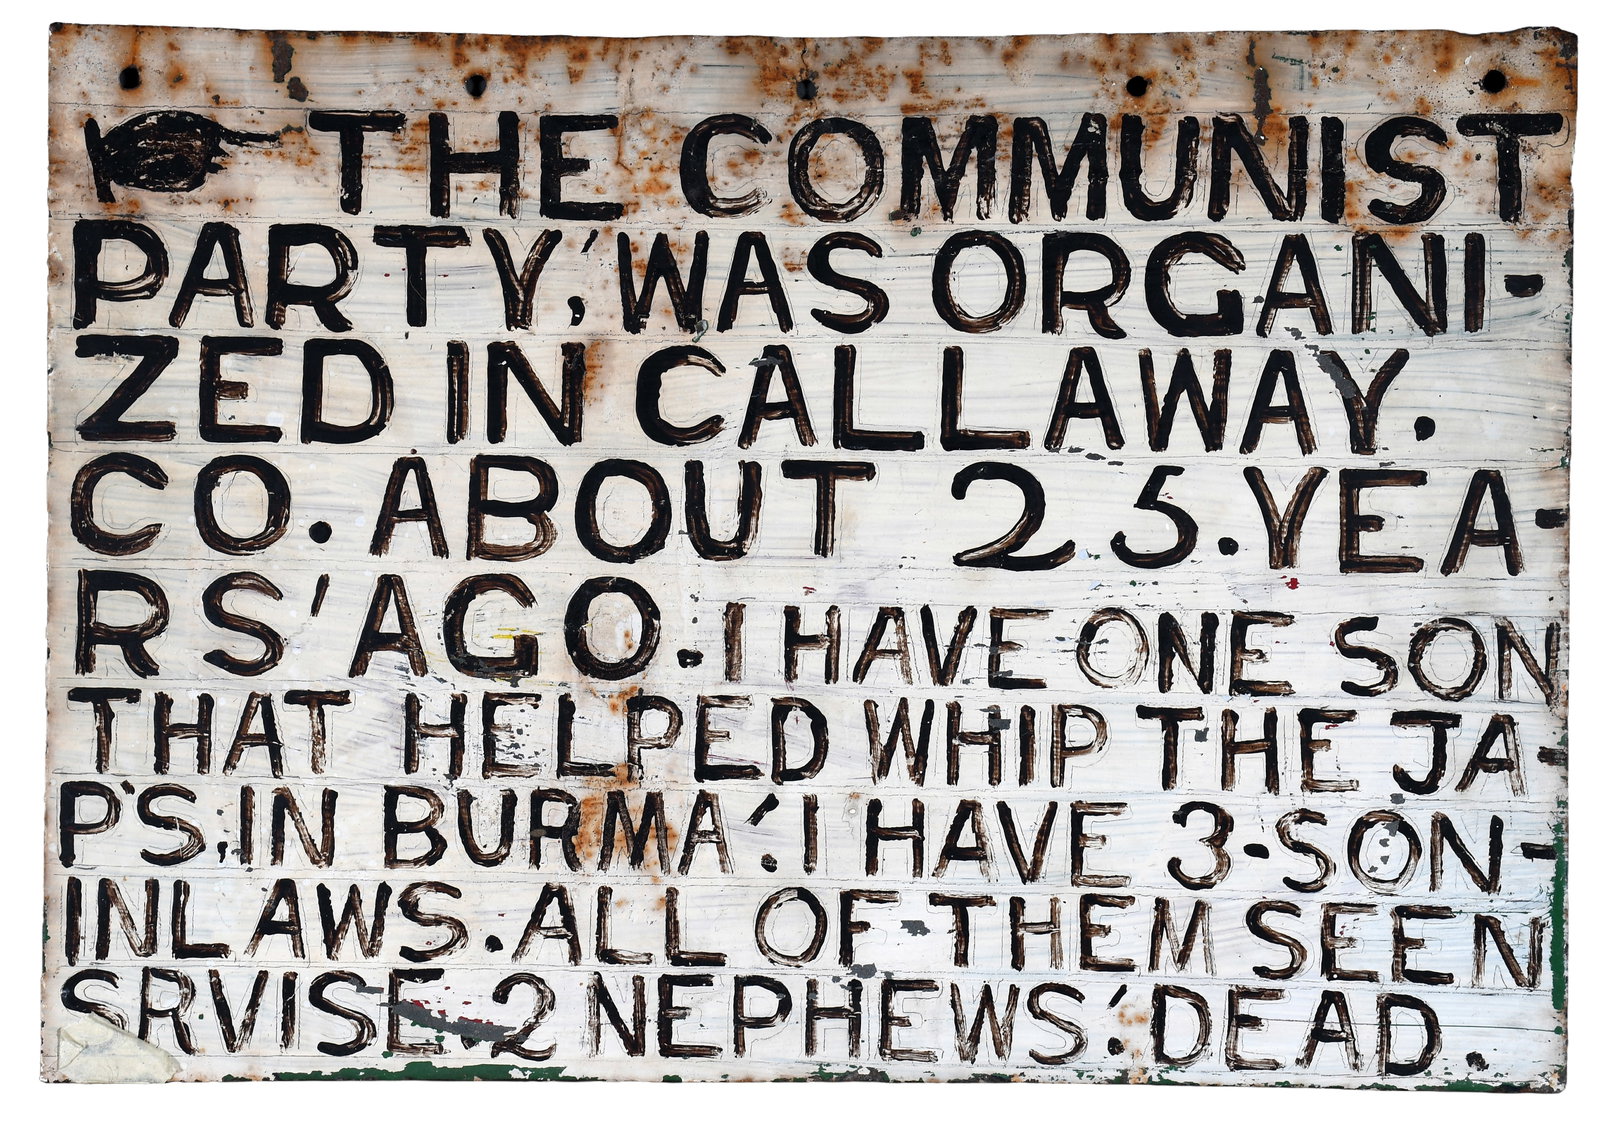 THE COMMUNIST
PARTY,'WAS ORGANI-
ZED IN CALLAWAY.
CO. ABOUT 25.YEA-
RS'AGO. I HAVE ONE SON
THAT HELPED WHIP THE JA-
P'S.IN BURMA'.I HAVE 3-SON-
INLAWS. ALL OF THEM SEEN
SRVISE.2 NEPHEWS.'DEAD.